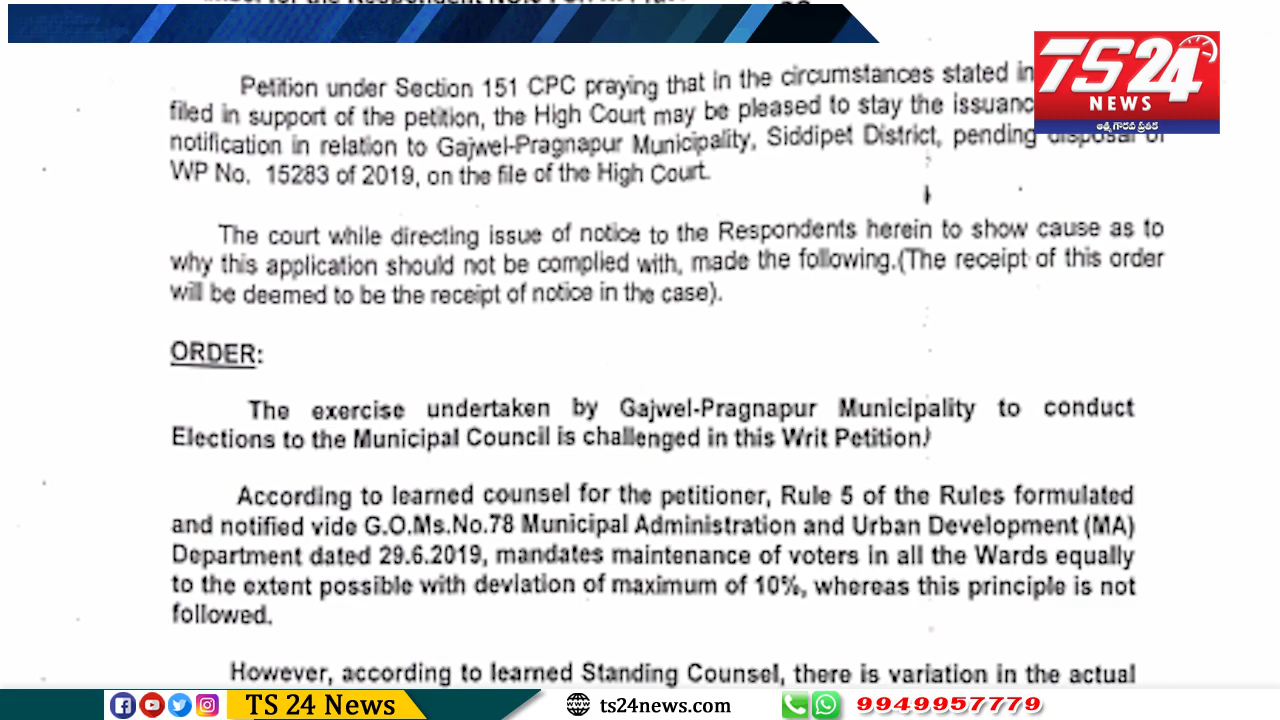 for the Respondent
Petition under Section 151 CPC praying that in the circumstances stated in
filed in support of the petition, the High Court may be pleased to stay the issuanc
notification in relation to Gajwel-Pragnapur Municipality, Siddipet District, pending disposal of
WP No. 15283 of 2019, on the file of the High Court.
The court while directing issue of notice to the Respondents herein to show cause as to
why this application should not be complied with, made the following.(The receipt of this order
will be deemed to be the receipt of notice in the case).
ORDER:
The exercise undertaken by Gajwel-Pragnapur Municipality to conduct
Elections to the Municipal Council is challenged in this Writ Petition.
According to learned counsel for the petitioner, Rule 5 of the Rules formulated
and notified vide G.O.Ms.No.78 Municipal Administration and Urban Development (MA)
Department dated 29.6.2019, mandates maintenance of voters in all the Wards equally
to the extent possible with deviation of maximum of 10%, whereas this principle is not
followed.
However, according to learned Standing Counsel, there is variation in the actual
TS24
NEWS
ఆత్మ గౌరవ ప్రతీక
TS 24 News
ts24news.com
9949957779